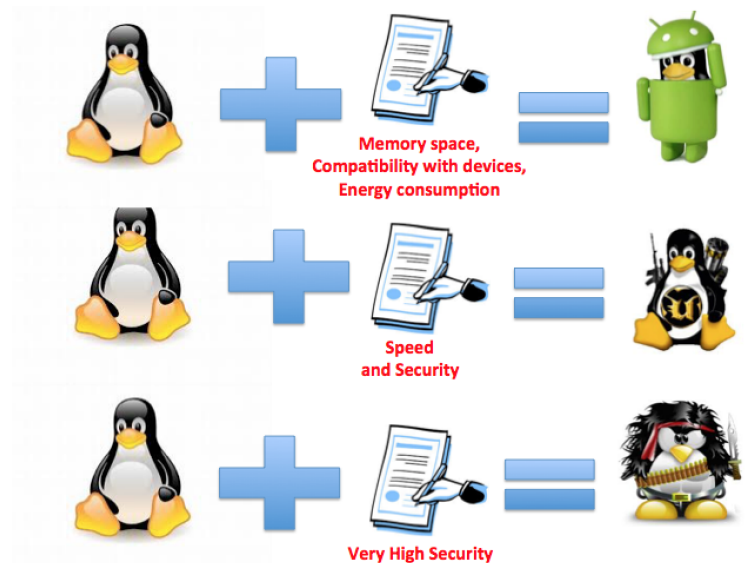 Memory space,
Compatibility with devices,
Energy consumption
Speed
and Security
Very High Security